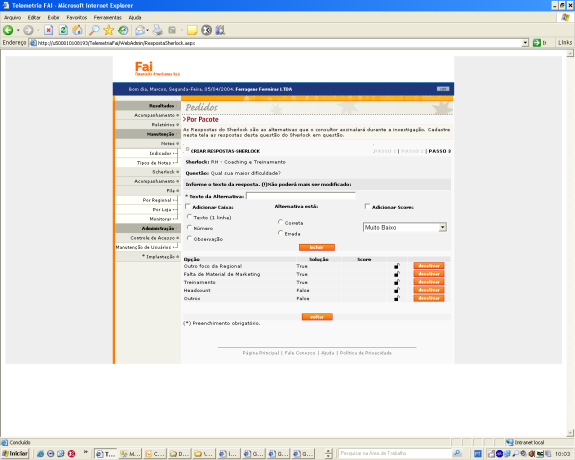 Telemetria FAI - Microsoft Internet Explorer
Arquivo Editar Exibir Favoritos Ferramentas Ajuda
Endereço http://s500010100193/TelemetriaFai/WebAdmin/RespostaSherlock.aspx Ir Links
Fai
Bom dia, Marcos, Segunda-Feira, 05/04/2004. Ferragens Ferreira LTDA
Resultados
Acompanhamento
Relatórios
Manutenção
Notes
Indicador
Tipos de Notes
Scherlock
Acompanhamento
Fila
Por Regional
Por Loja
Monitorar
Administração
Controle de Acesso
Manutenção de Usuários
* Implantação
Pedidos
>Por Pacote
As Respostas do Sherlock são as alternativas que o consultor assinalará durante a investigação. Cadastre
nesta tela as respostas desta questão do Sherlock em questão.
CRIAR RESPOSTAS-SHERLOCK PASSO 1 | PASSO 2 | PASSO 3
Sherlock: RH - Coaching e Treinamento
Questão: Qual sua maior dificuldade?
Informe o texto da resposta. (!)Não poderá mais ser modificado:
* Texto da Alternativa:
Adicionar Caixa: Alternativa está: Adicionar Score:
Texto (1 linha)
Número
Observação
Correta
Errada
Muito Baixo
incluir
Opção Solução Score
Outro foco da Regional True desativar
Falta de Material de Marketing True desativar
Treinamento True desativar
Headcount False desativar
Outros False desativar
voltar
(*) Preenchimento obrigatório.
Página Principal | Fale Conosco | Ajuda | Política de Privacidade
Concluído Intranet local
Iniciar T... M... C... D... \... i... G... G... G... Pesquisar na Área de Trabalho PT 10:03